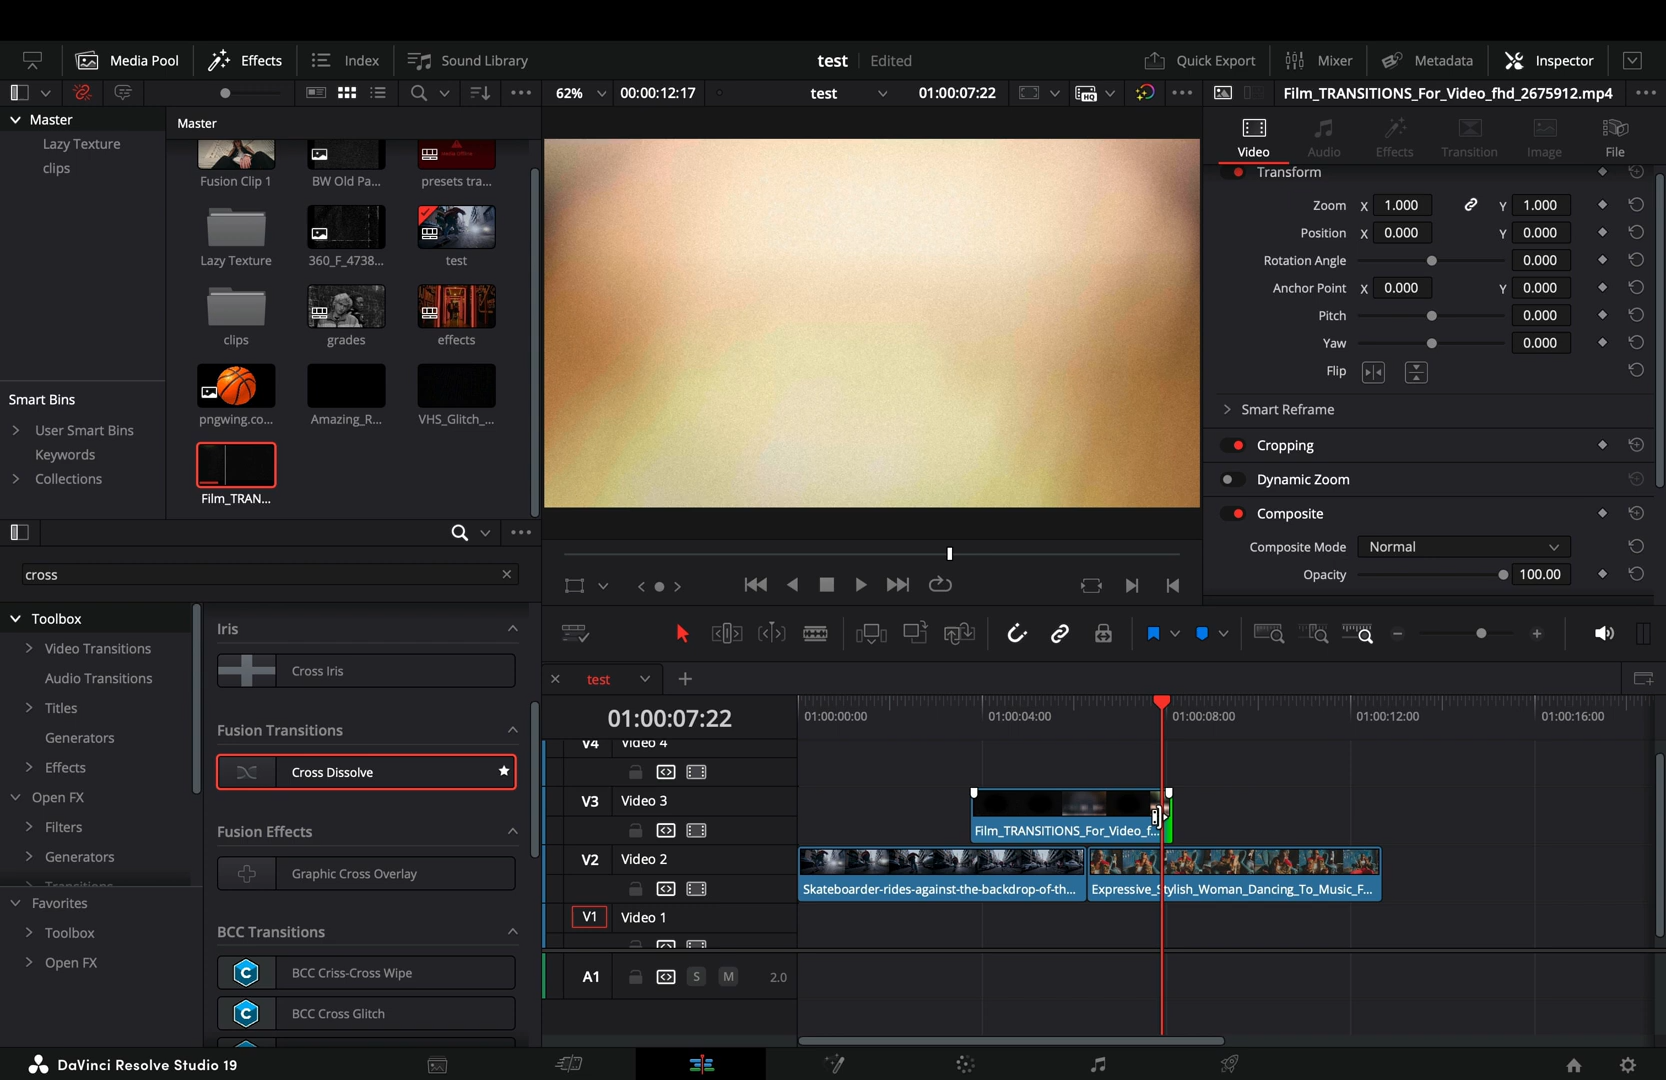 Media Pool
Effects
Index
Sound Library
test
Edited
Quick Export
Mixer
Metadata
Inspector
62%
00:00:12:17
test
01:00:07:22
Film_TRANSITIONS_For_Video_fhd_2675912.mp4
Master
Lazy Texture
clips
Master
Fusion Clip 1
BW Old Pa...
presets tra...
Lazy Texture
360_F_4738...
test
clips
grades
effects
pngwing.co...
Amazing_R...
VHS_Glitch_...
Film_TRAN...
Smart Bins
User Smart Bins
Keywords
Collections
Video
Audio
Effects
Transition
Image
File
Transform
Zoom X 1.000 Y 1.000
Position X 0.000 Y 0.000
Rotation Angle 0.000
Anchor Point X 0.000 Y 0.000
Pitch 0.000
Yaw 0.000
Flip
Smart Reframe
Cropping
Dynamic Zoom
Composite
Composite Mode Normal
Opacity 100.00
cross
Toolbox
Video Transitions
Audio Transitions
Titles
Generators
Effects
Open FX
Filters
Generators
Transitions
Favorites
Toolbox
Open FX
Iris
Cross Iris
Fusion Transitions
Cross Dissolve
Fusion Effects
Graphic Cross Overlay
BCC Transitions
BCC Criss-Cross Wipe
BCC Cross Glitch
test
01:00:07:22
01:00:00:00
01:00:04:00
01:00:08:00
01:00:12:00
01:00:16:00
V4 Video 4
V3 Video 3
Film_TRANSITIONS_For_Video_f...
V2 Video 2
Skateboarder-rides-against-the-backdrop-of-th...
Expressive_Stylish_Woman_Dancing_To_Music_F...
V1 Video 1
A1 S M 2.0
DaVinci Resolve Studio 19